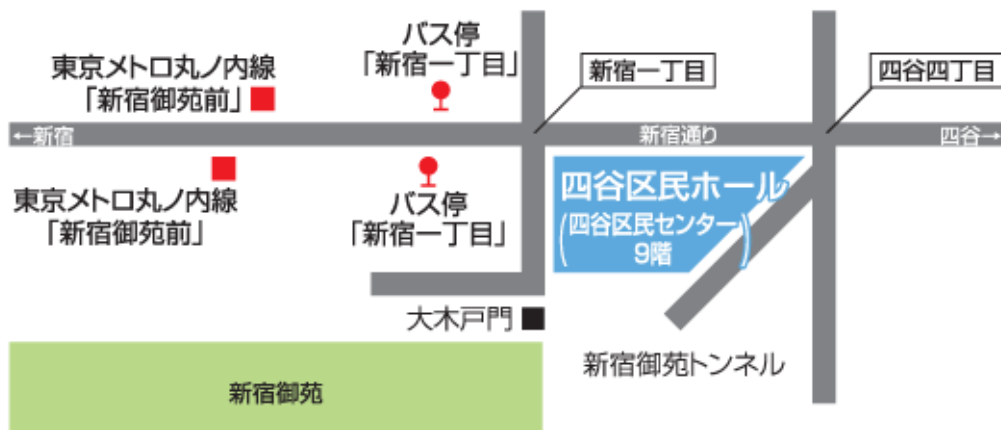 バス停
「新宿一丁目」
東京メトロ丸ノ内線
「新宿御苑前」
新宿一丁目
四谷四丁目
←新宿
新宿通り
四谷→
東京メトロ丸ノ内線
「新宿御苑前」
バス停
「新宿一丁目」
四谷区民ホール
(四谷区民センター
9階)
大木戸門
新宿御苑トンネル
新宿御苑